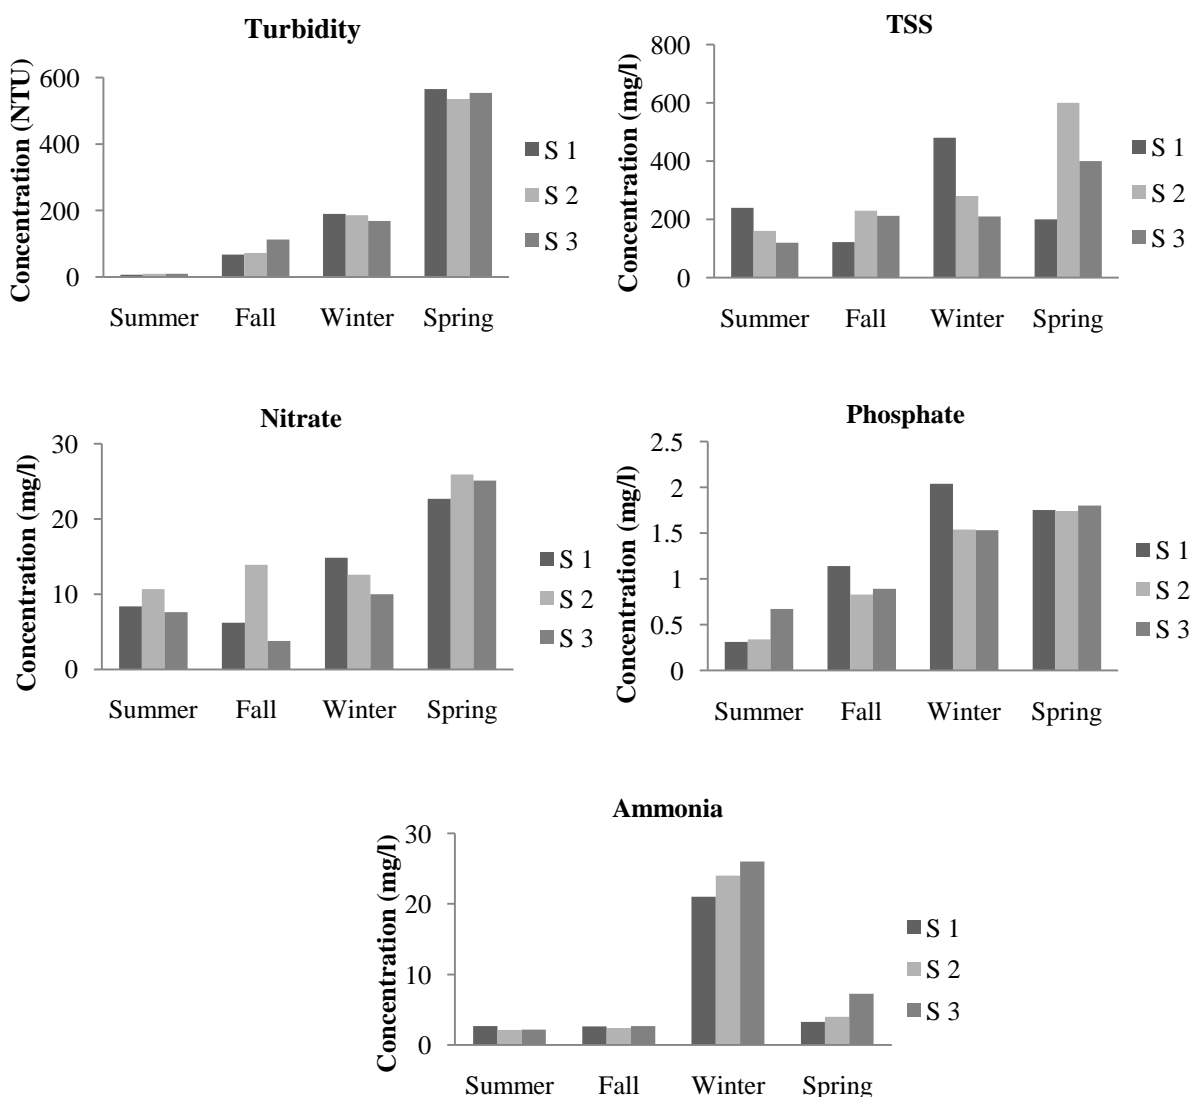 Turbidity
Concentration (NTU)
600
400
200
0
Summer Fall Winter Spring
S 1
S 2
S 3
TSS
Concentration (mg/l)
800
600
400
200
0
Summer Fall Winter Spring
S 1
S 2
S 3
Nitrate
Concentration (mg/l)
30
20
10
0
Summer Fall Winter Spring
S 1
S 2
S 3
Phosphate
Concentration (mg/l)
2.5
2
1.5
1
0.5
0
Summer Fall Winter Spring
S 1
S 2
S 3
Ammonia
Concentration (mg/l)
30
20
10
0
Summer Fall Winter Spring
S 1
S 2
S 3